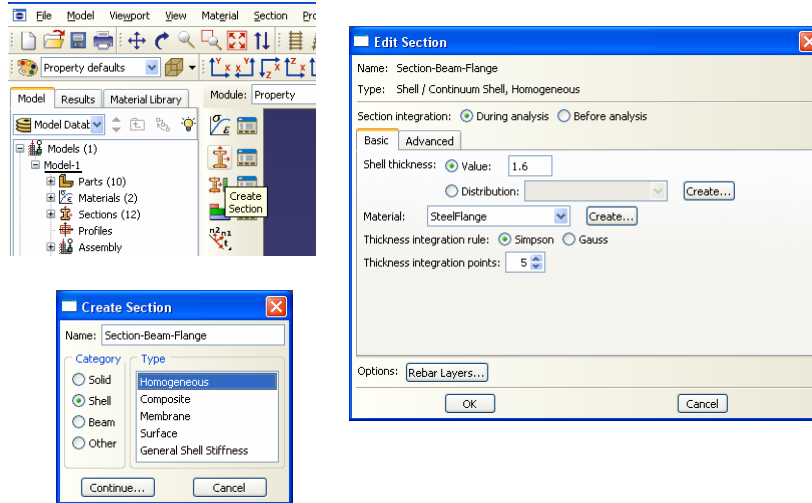 File Model Viewport View Material Section Pro
Property defaults
Model Results Material Library
Module: Property
Model Datab
Models (1)
Model-1
Parts (10)
Materials (2)
Sections (12)
Profiles
Assembly
Create
Section
Create Section
Name: Section-Beam-Flange
Category Type
Solid
Shell
Beam
Other
Homogeneous
Composite
Membrane
Surface
General Shell Stiffness
Continue... Cancel
Edit Section
Name: Section-Beam-Flange
Type: Shell / Continuum Shell, Homogeneous
Section integration: During analysis Before analysis
Basic Advanced
Shell thickness: Value: 1.6
Distribution: Create...
Material: SteelFlange Create...
Thickness integration rule: Simpson Gauss
Thickness integration points: 5
Options: Rebar Layers...
OK Cancel